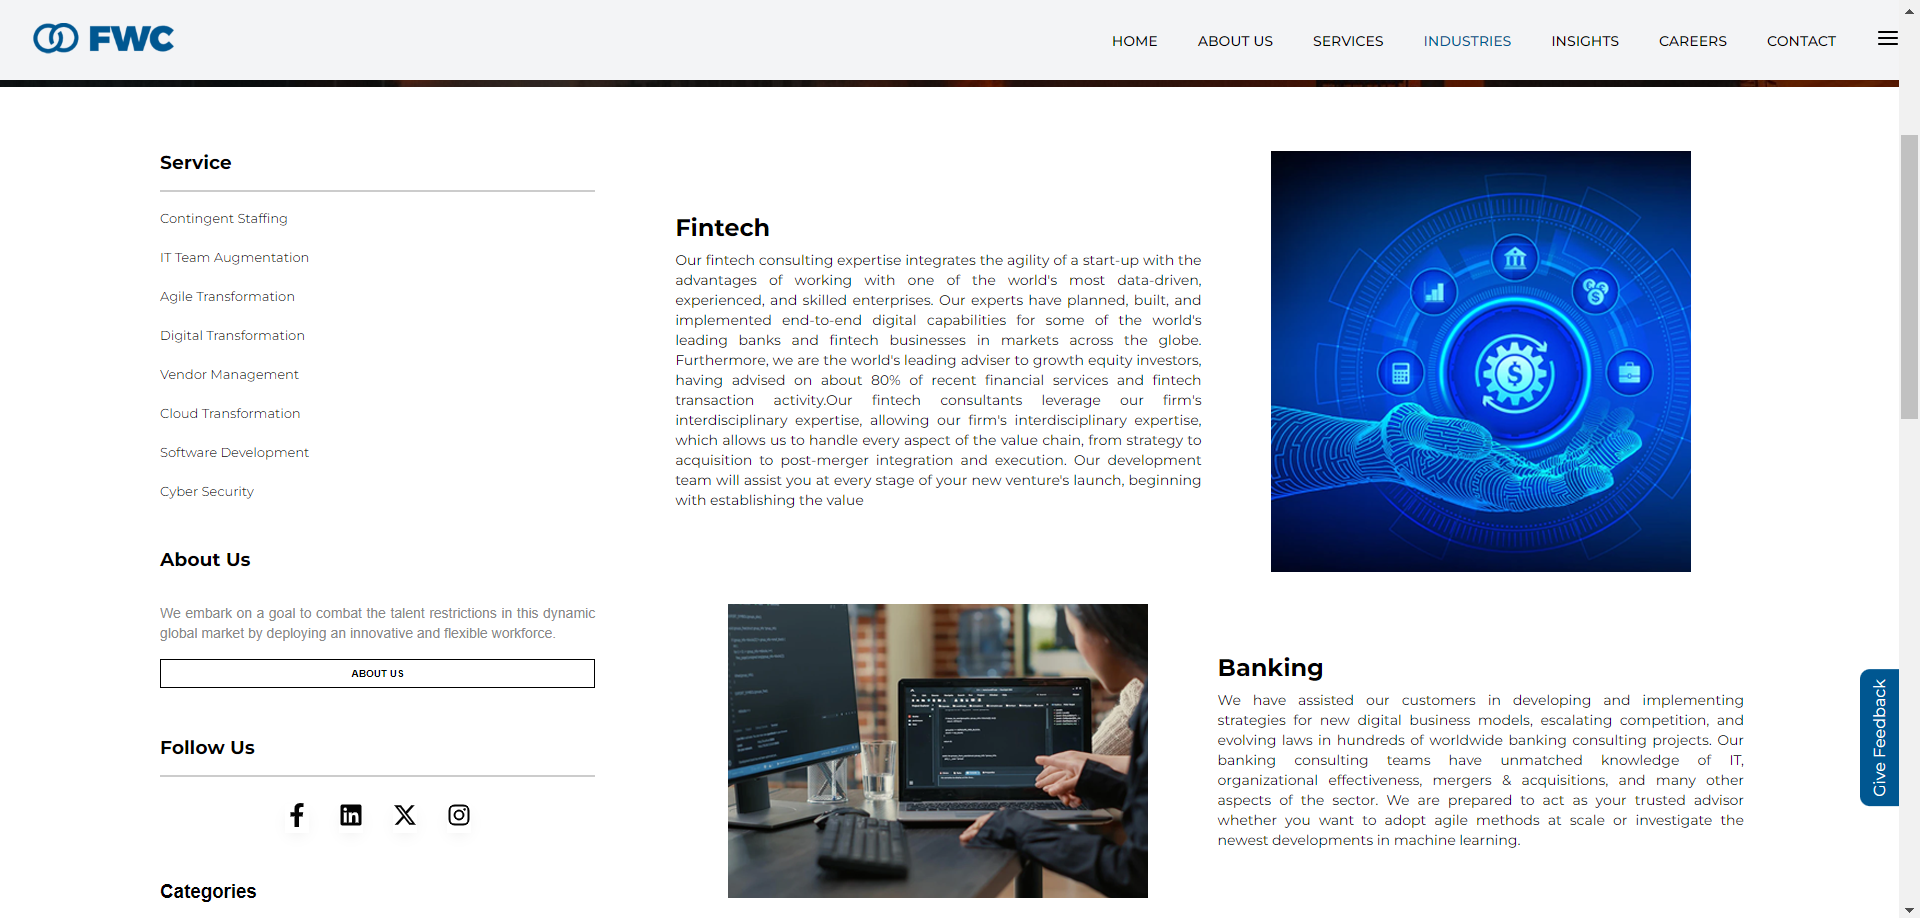 FWC
HOME ABOUT US SERVICES INDUSTRIES INSIGHTS CAREERS CONTACT
Service
Contingent Staffing
IT Team Augmentation
Agile Transformation
Digital Transformation
Vendor Management
Cloud Transformation
Software Development
Cyber Security
About Us
We embark on a goal to combat the talent restrictions in this dynamic
global market by deploying an innovative and flexible workforce.
ABOUT US
Follow Us
Categories
Fintech
Our fintech consulting expertise integrates the agility of a start-up with the
advantages of working with one of the world's most data-driven,
experienced, and skilled enterprises. Our experts have planned, built, and
implemented end-to-end digital capabilities for some of the world's
leading banks and fintech businesses in markets across the globe.
Furthermore, we are the world's leading adviser to growth equity investors,
having advised on about 80% of recent financial services and fintech
transaction activity.Our fintech consultants leverage our firm's
interdisciplinary expertise, allowing our firm's interdisciplinary expertise,
which allows us to handle every aspect of the value chain, from strategy to
acquisition to post-merger integration and execution. Our development
team will assist you at every stage of your new venture's launch, beginning
with establishing the value
Banking
We have assisted our customers in developing and implementing
strategies for new digital business models, escalating competition, and
evolving laws in hundreds of worldwide banking consulting projects. Our
banking consulting teams have unmatched knowledge of IT,
organizational effectiveness, mergers & acquisitions, and many other
aspects of the sector. We are prepared to act as your trusted advisor
whether you want to adopt agile methods at scale or investigate the
newest developments in machine learning.
Give Feedback